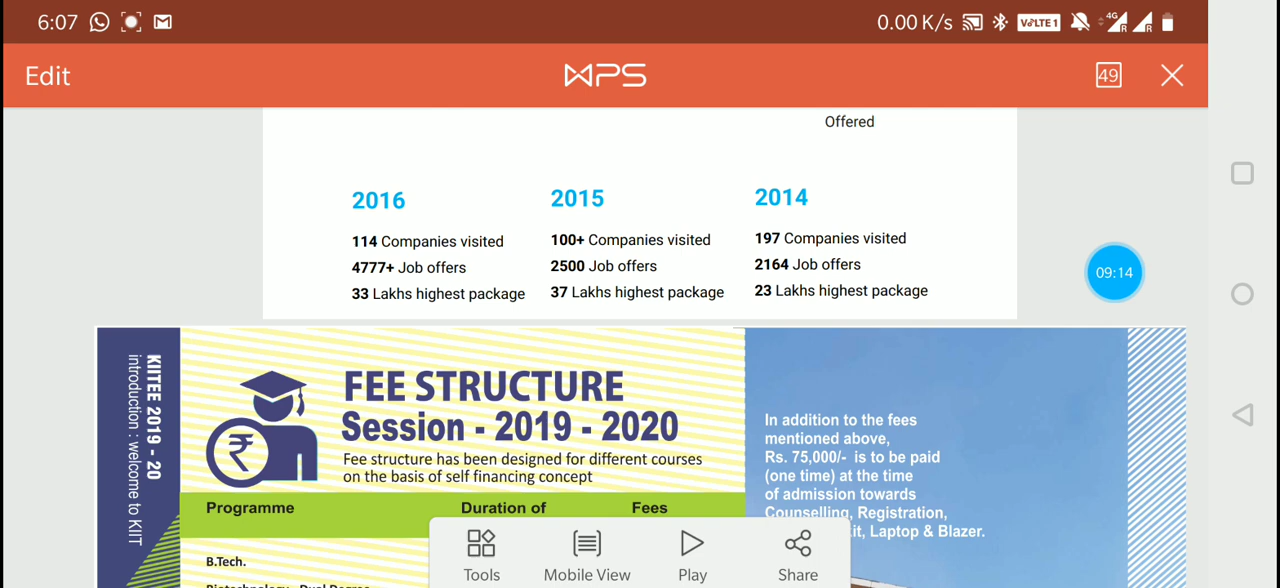 6:07
0.00 K/s VoLTE 1 4G R R
Edit
WPS
49
Offered
2016
114 Companies visited
4777+ Job offers
33 Lakhs highest package
2015
100+ Companies visited
2500 Job offers
37 Lakhs highest package
2014
197 Companies visited
2164 Job offers
23 Lakhs highest package
09:14
KIITEE 2019 - 20
introduction : welcome to KIIT
₹
FEE STRUCTURE
Session - 2019 - 2020
Fee structure has been designed for different courses
on the basis of self financing concept
Programme
Duration of
Fees
B.Tech.
In addition to the fees
mentioned above,
Rs. 75,000/- is to be paid
(one time) at the time
of admission towards
Counselling, Registration,
it, Laptop & Blazer.
Tools
Mobile View
Play
Share